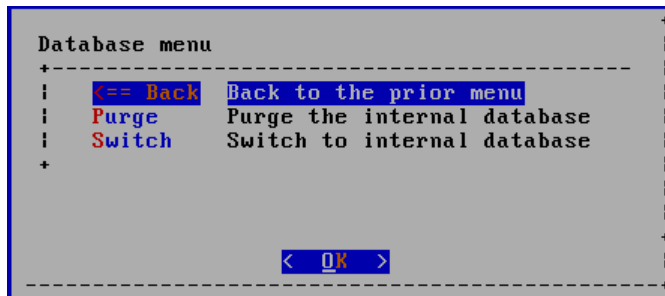 Database menu
<== Back Back to the prior menu
Purge Purge the internal database
Switch Switch to internal database
< OK >